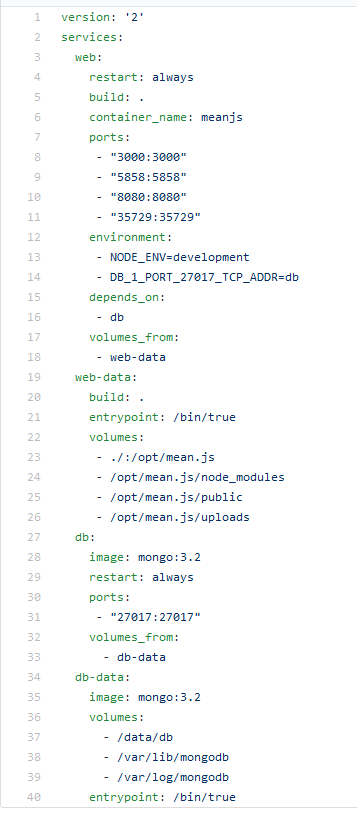 1 version: '2'
2 services:
3   web:
4     restart: always
5     build: .
6     container_name: meanjs
7     ports:
8      - "3000:3000"
9      - "5858:5858"
10      - "8080:8080"
11      - "35729:35729"
12     environment:
13      - NODE_ENV=development
14      - DB_1_PORT_27017_TCP_ADDR=db
15     depends_on:
16      - db
17     volumes_from:
18      - web-data
19   web-data:
20     build: .
21     entrypoint: /bin/true
22     volumes:
23      - ./:/opt/mean.js
24      - /opt/mean.js/node_modules
25      - /opt/mean.js/public
26      - /opt/mean.js/uploads
27   db:
28     image: mongo:3.2
29     restart: always
30     ports:
31      - "27017:27017"
32     volumes_from:
33       - db-data
34   db-data:
35     image: mongo:3.2
36     volumes:
37       - /data/db
38       - /var/lib/mongodb
39       - /var/log/mongodb
40     entrypoint: /bin/true